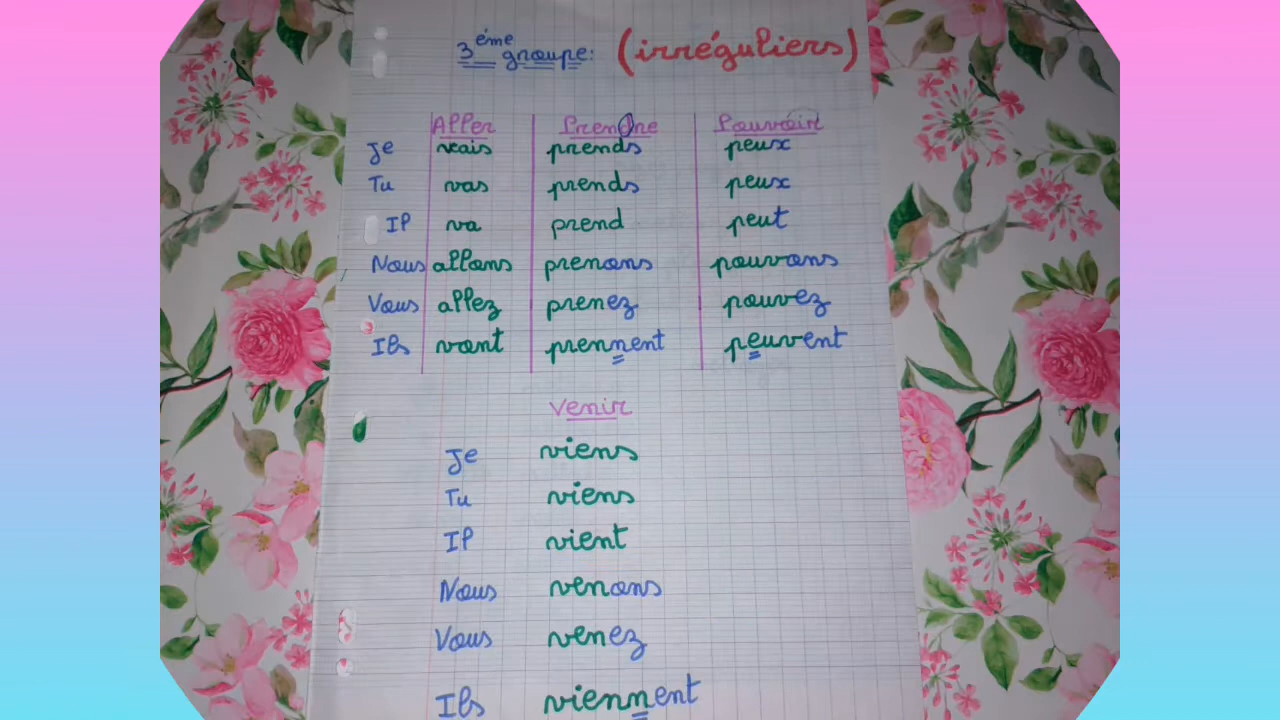 3ème groupe: (irréguliers)
Aller Prendre Pouvoir
Je vais prends peux
Tu vas prends peux
Il va prend peut
Nous allons prenons pouvons
Vous allez prenez pouvez
Ils vont prennent peuvent
Venir
Je viens
Tu viens
Il vient
Nous venons
Vous venez
Ils viennent